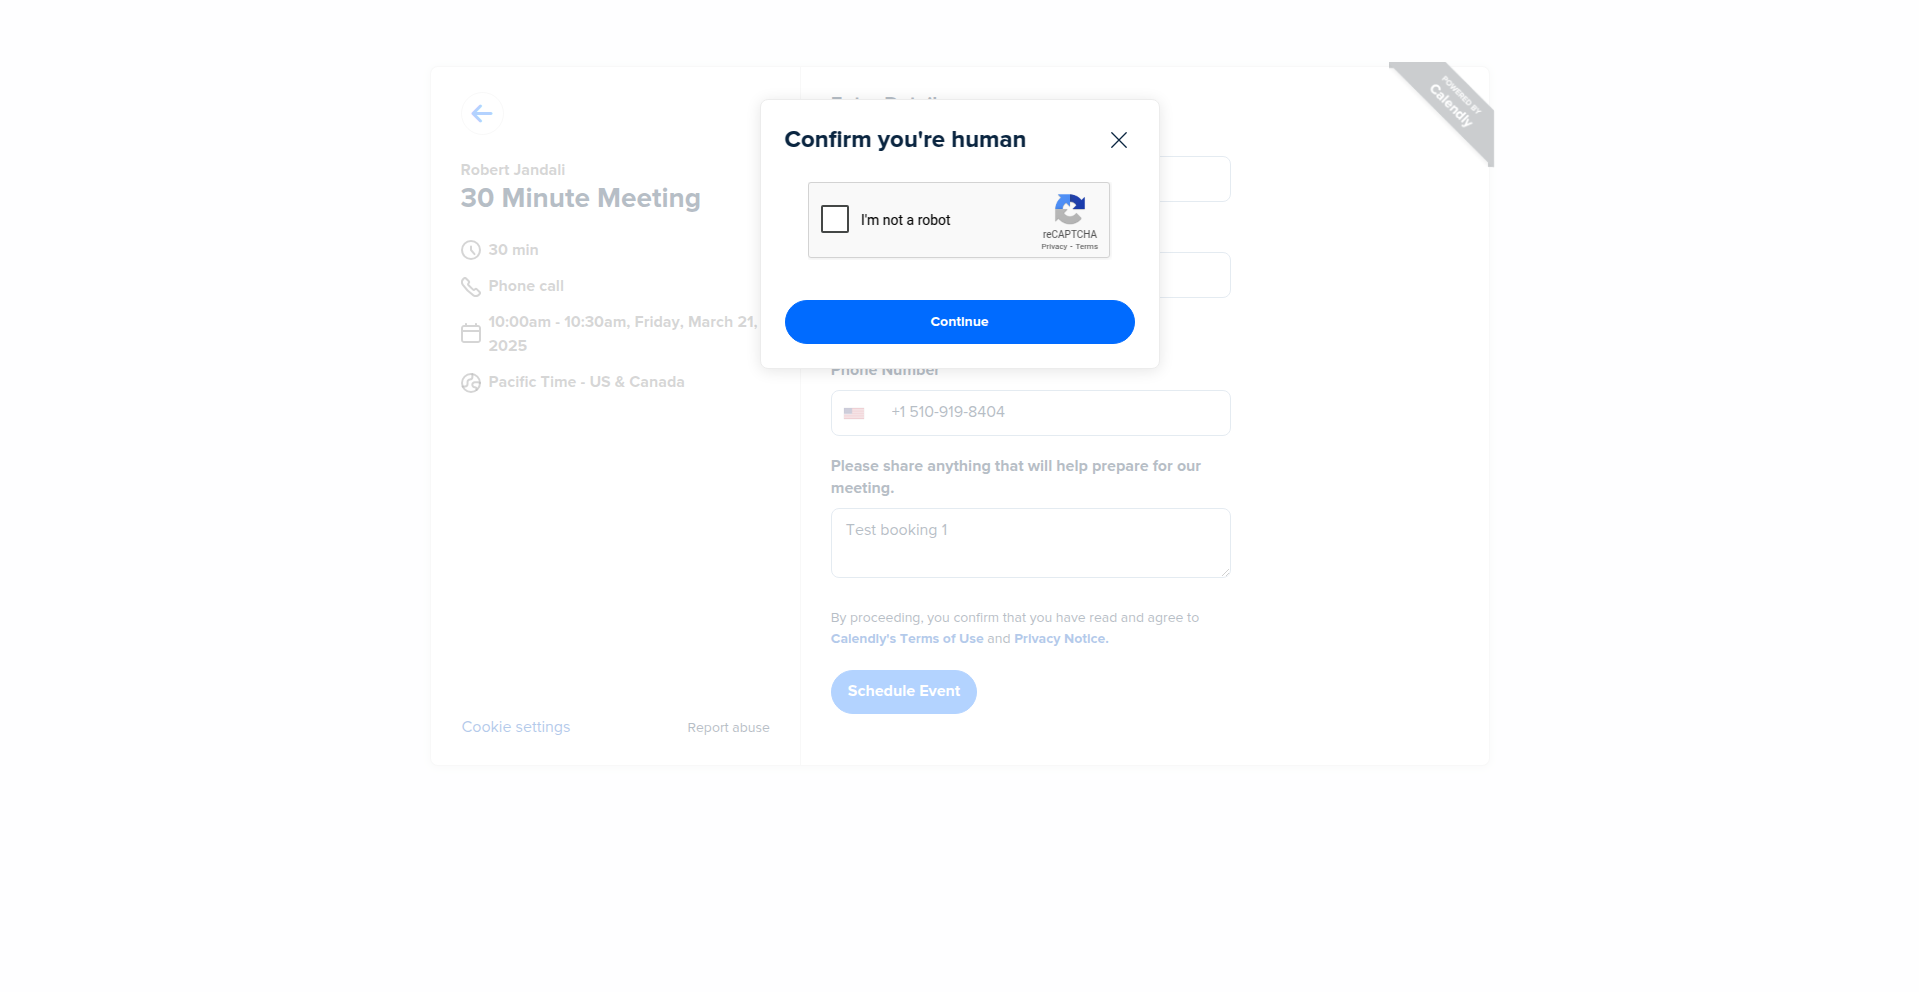 POWERED BY
Calendly
Confirm you're human
I'm not a robot
reCAPTCHA
Privacy - Terms
Continue
Robert Jandali
30 Minute Meeting
30 min
Phone call
10:00am - 10:30am, Friday, March 21,
2025
Pacific Time - US & Canada
Phone Number
+1 510-919-8404
Please share anything that will help prepare for our
meeting.
Test booking 1
By proceeding, you confirm that you have read and agree to
Calendly's Terms of Use and Privacy Notice.
Schedule Event
Cookie settings
Report abuse